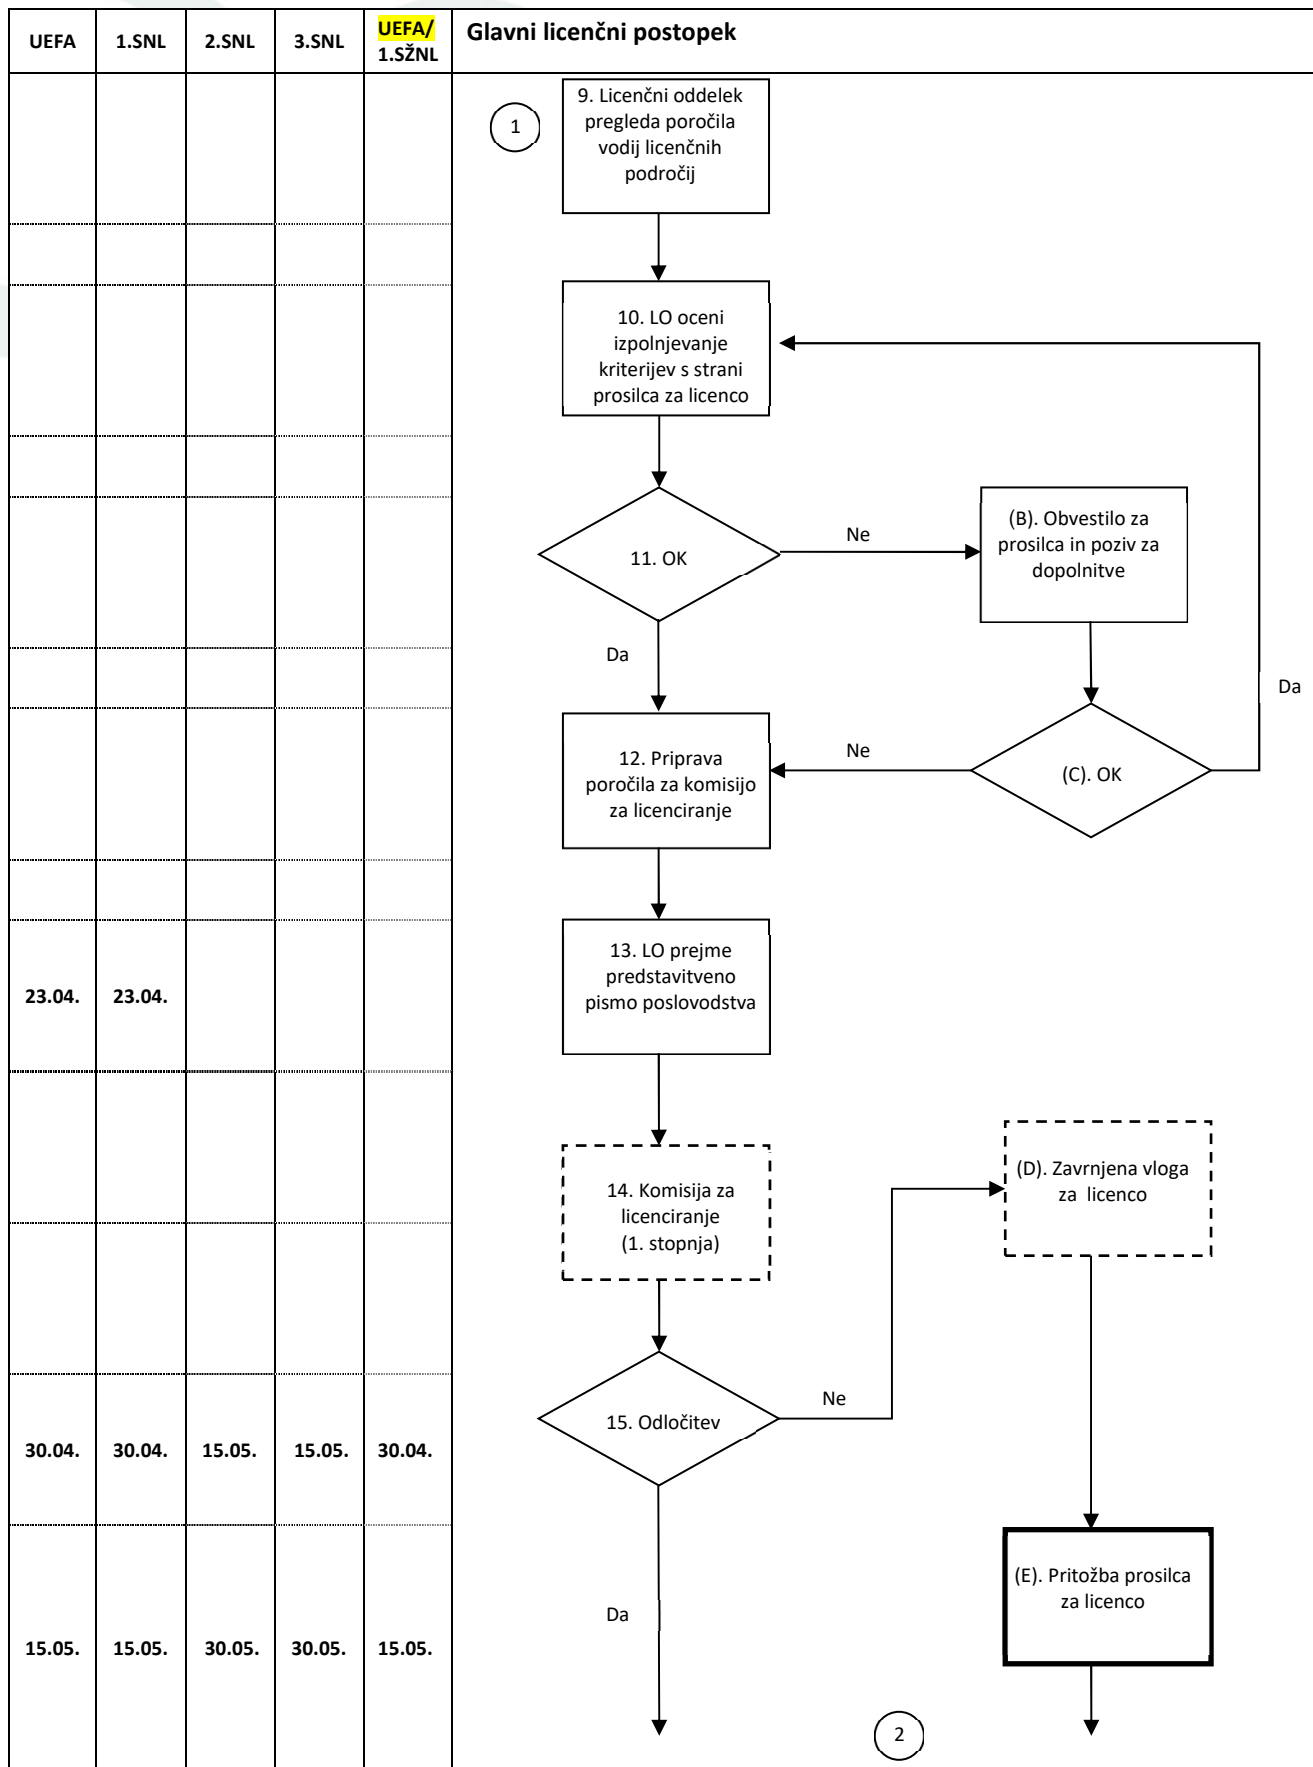 UEFA
1.SNL
2.SNL
3.SNL
UEFA/
1.SŽNL
Glavni licenčni postopek
1
9. Licenčni oddelek
pregleda poročila
vodij licenčnih
področij
10. LO oceni
izpolnjevanje
kriterijev s strani
prosilca za licenco
11. OK
Ne
(B). Obvestilo za
prosilca in poziv za
dopolnitve
Da
Da
12. Priprava
poročila za komisijo
za licenciranje
Ne
(C). OK
23.04.
23.04.
13. LO prejme
predstavitveno
pismo poslovodstva
14. Komisija za
licenciranje
(1. stopnja)
(D). Zavrnjena vloga
za licenco
30.04.
30.04.
15.05.
15.05.
30.04.
15. Odločitev
Ne
15.05.
15.05.
30.05.
30.05.
15.05.
Da
(E). Pritožba prosilca
za licenco
2